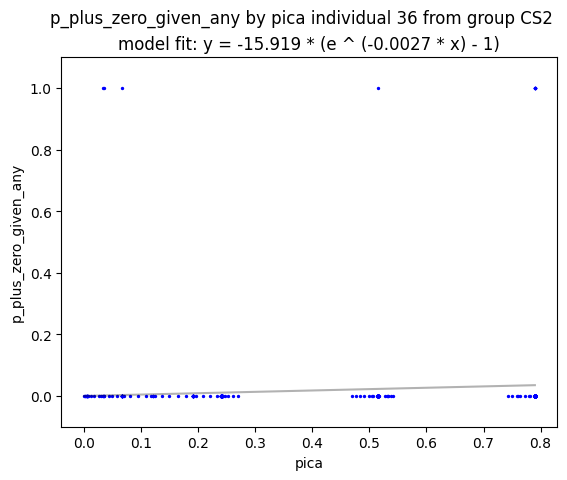 p_plus_zero_given_any by pica individual 36 from group CS2
model fit: y = -15.919 * (e ^ (-0.0027 * x) - 1)
1.0
0.8
0.6
0.4
0.2
0.0
p_plus_zero_given_any
0.0 0.1 0.2 0.3 0.4 0.5 0.6 0.7 0.8
pica